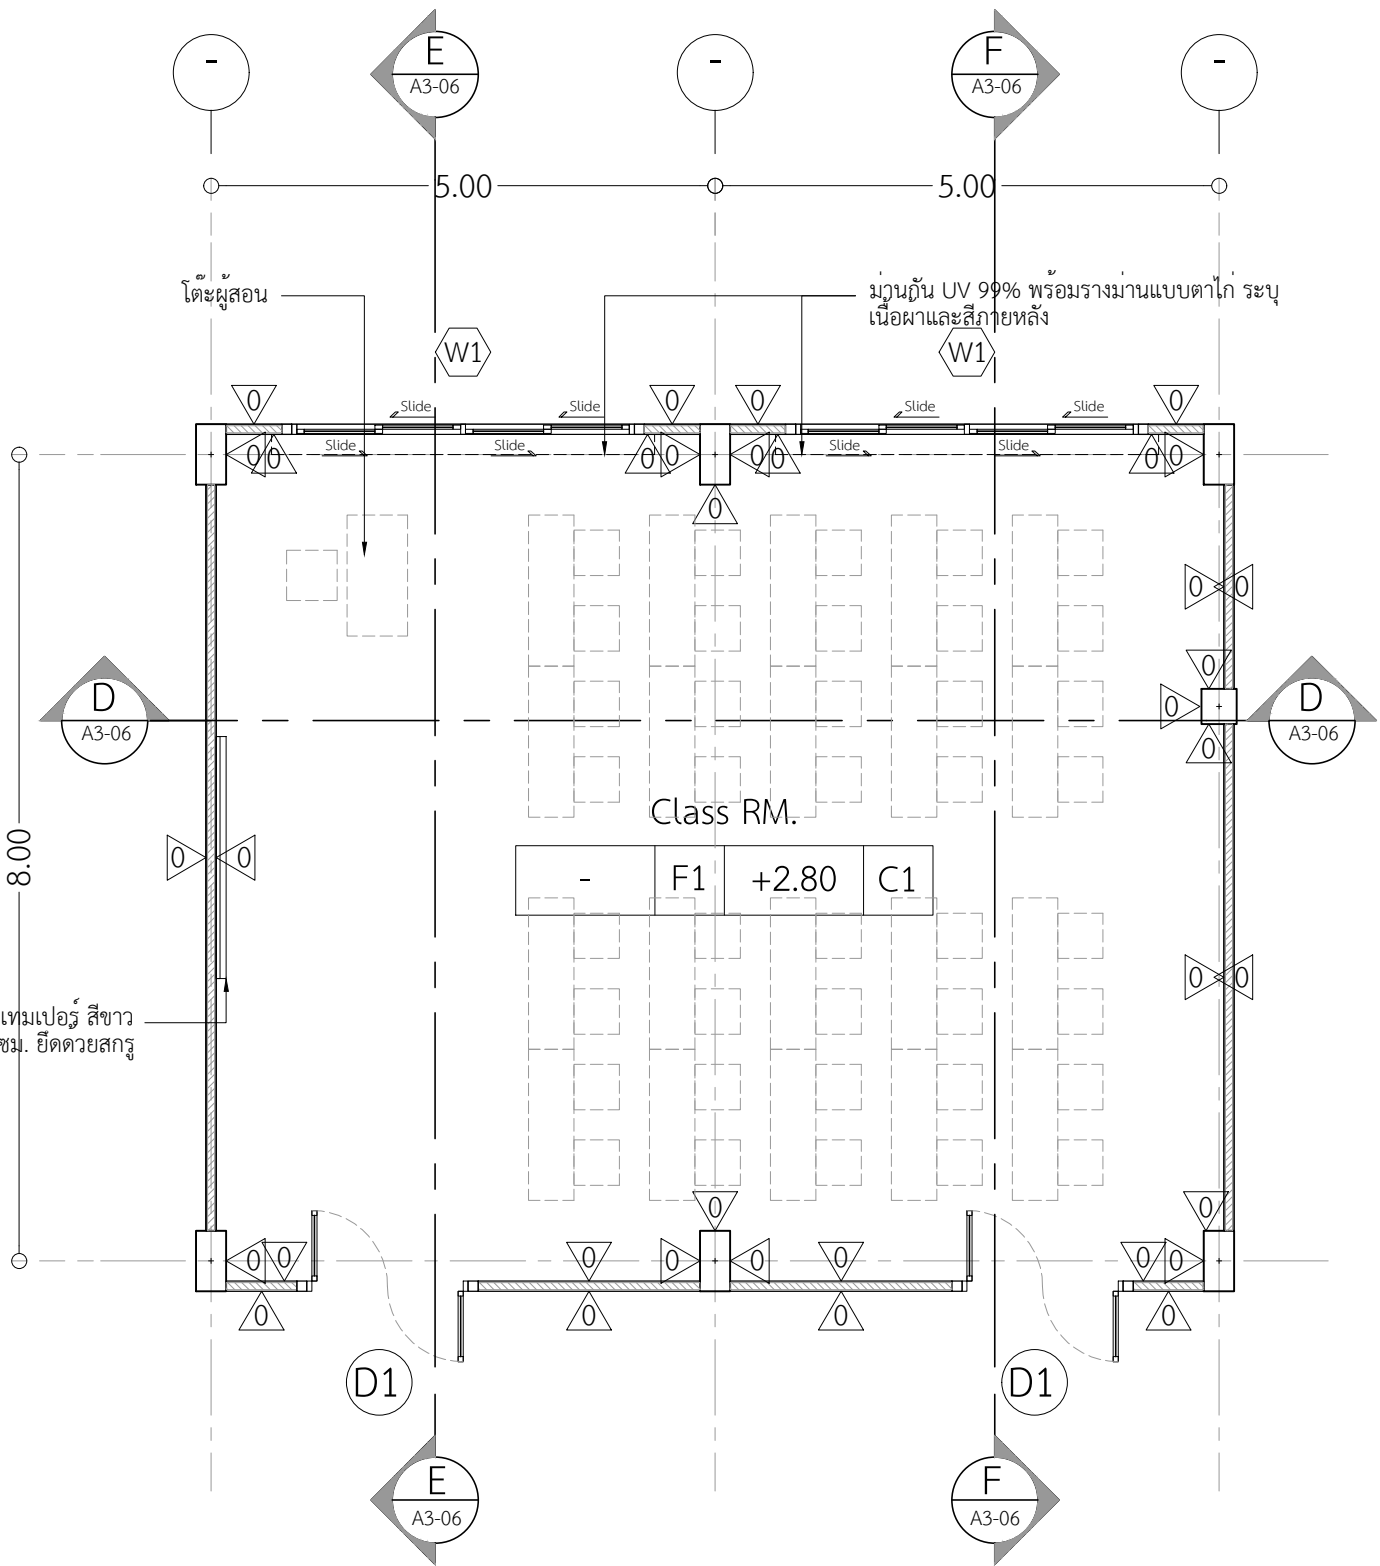 - E - F -
A3-06 A3-06
5.00 5.00
โต๊ะผู้สอน
ม่านกัน UV 99% พร้อมรางม่านแบบตาไก่ ระบุ
เนื้อผาและสีภายหลัง
W1 W1
0 0 0 0
Slide Slide Slide Slide
Slide Slide Slide Slide
0 0 0 0 0 0 0 0
0
0 0
0
D 0 D
A3-06 A3-06
0
Class RM.
8.00
0 0
- F1 +2.80 C1
0 0
เทมเปอร์ สีขาว
ซม. ยึดดวยสกรู
0 0
0 0 0 0 0 0 0 0
0 0 0 0
D1 D1
E F
A3-06 A3-06